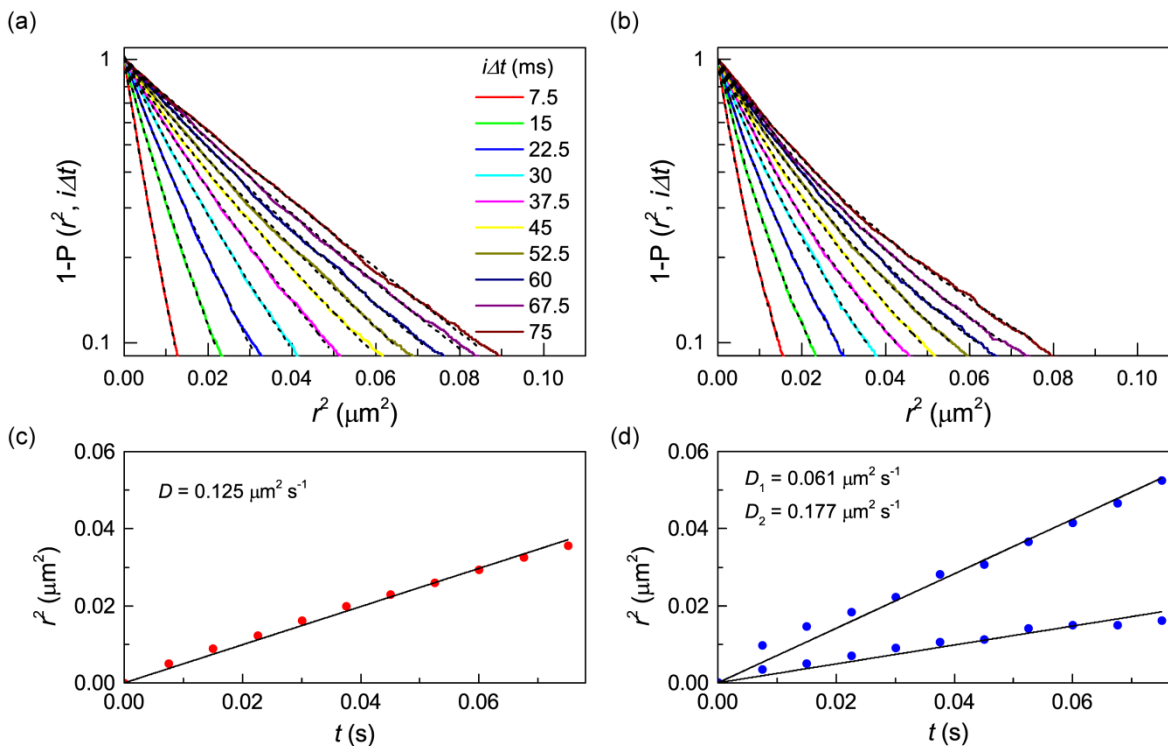 (a)
1
0.1
1-P (r², iΔt)
iΔt (ms)
7.5
15
22.5
30
37.5
45
52.5
60
67.5
75
0.00 0.02 0.04 0.06 0.08 0.10
r² (μm²)
(b)
1
0.1
1-P (r², iΔt)
0.00 0.02 0.04 0.06 0.08 0.10
r² (μm²)
(c)
0.06
0.04
0.02
0.00
r² (μm²)
D = 0.125 μm² s⁻¹
0.00 0.02 0.04 0.06
t (s)
(d)
0.06
0.04
0.02
0.00
r² (μm²)
D₁ = 0.061 μm² s⁻¹
D₂ = 0.177 μm² s⁻¹
0.00 0.02 0.04 0.06
t (s)